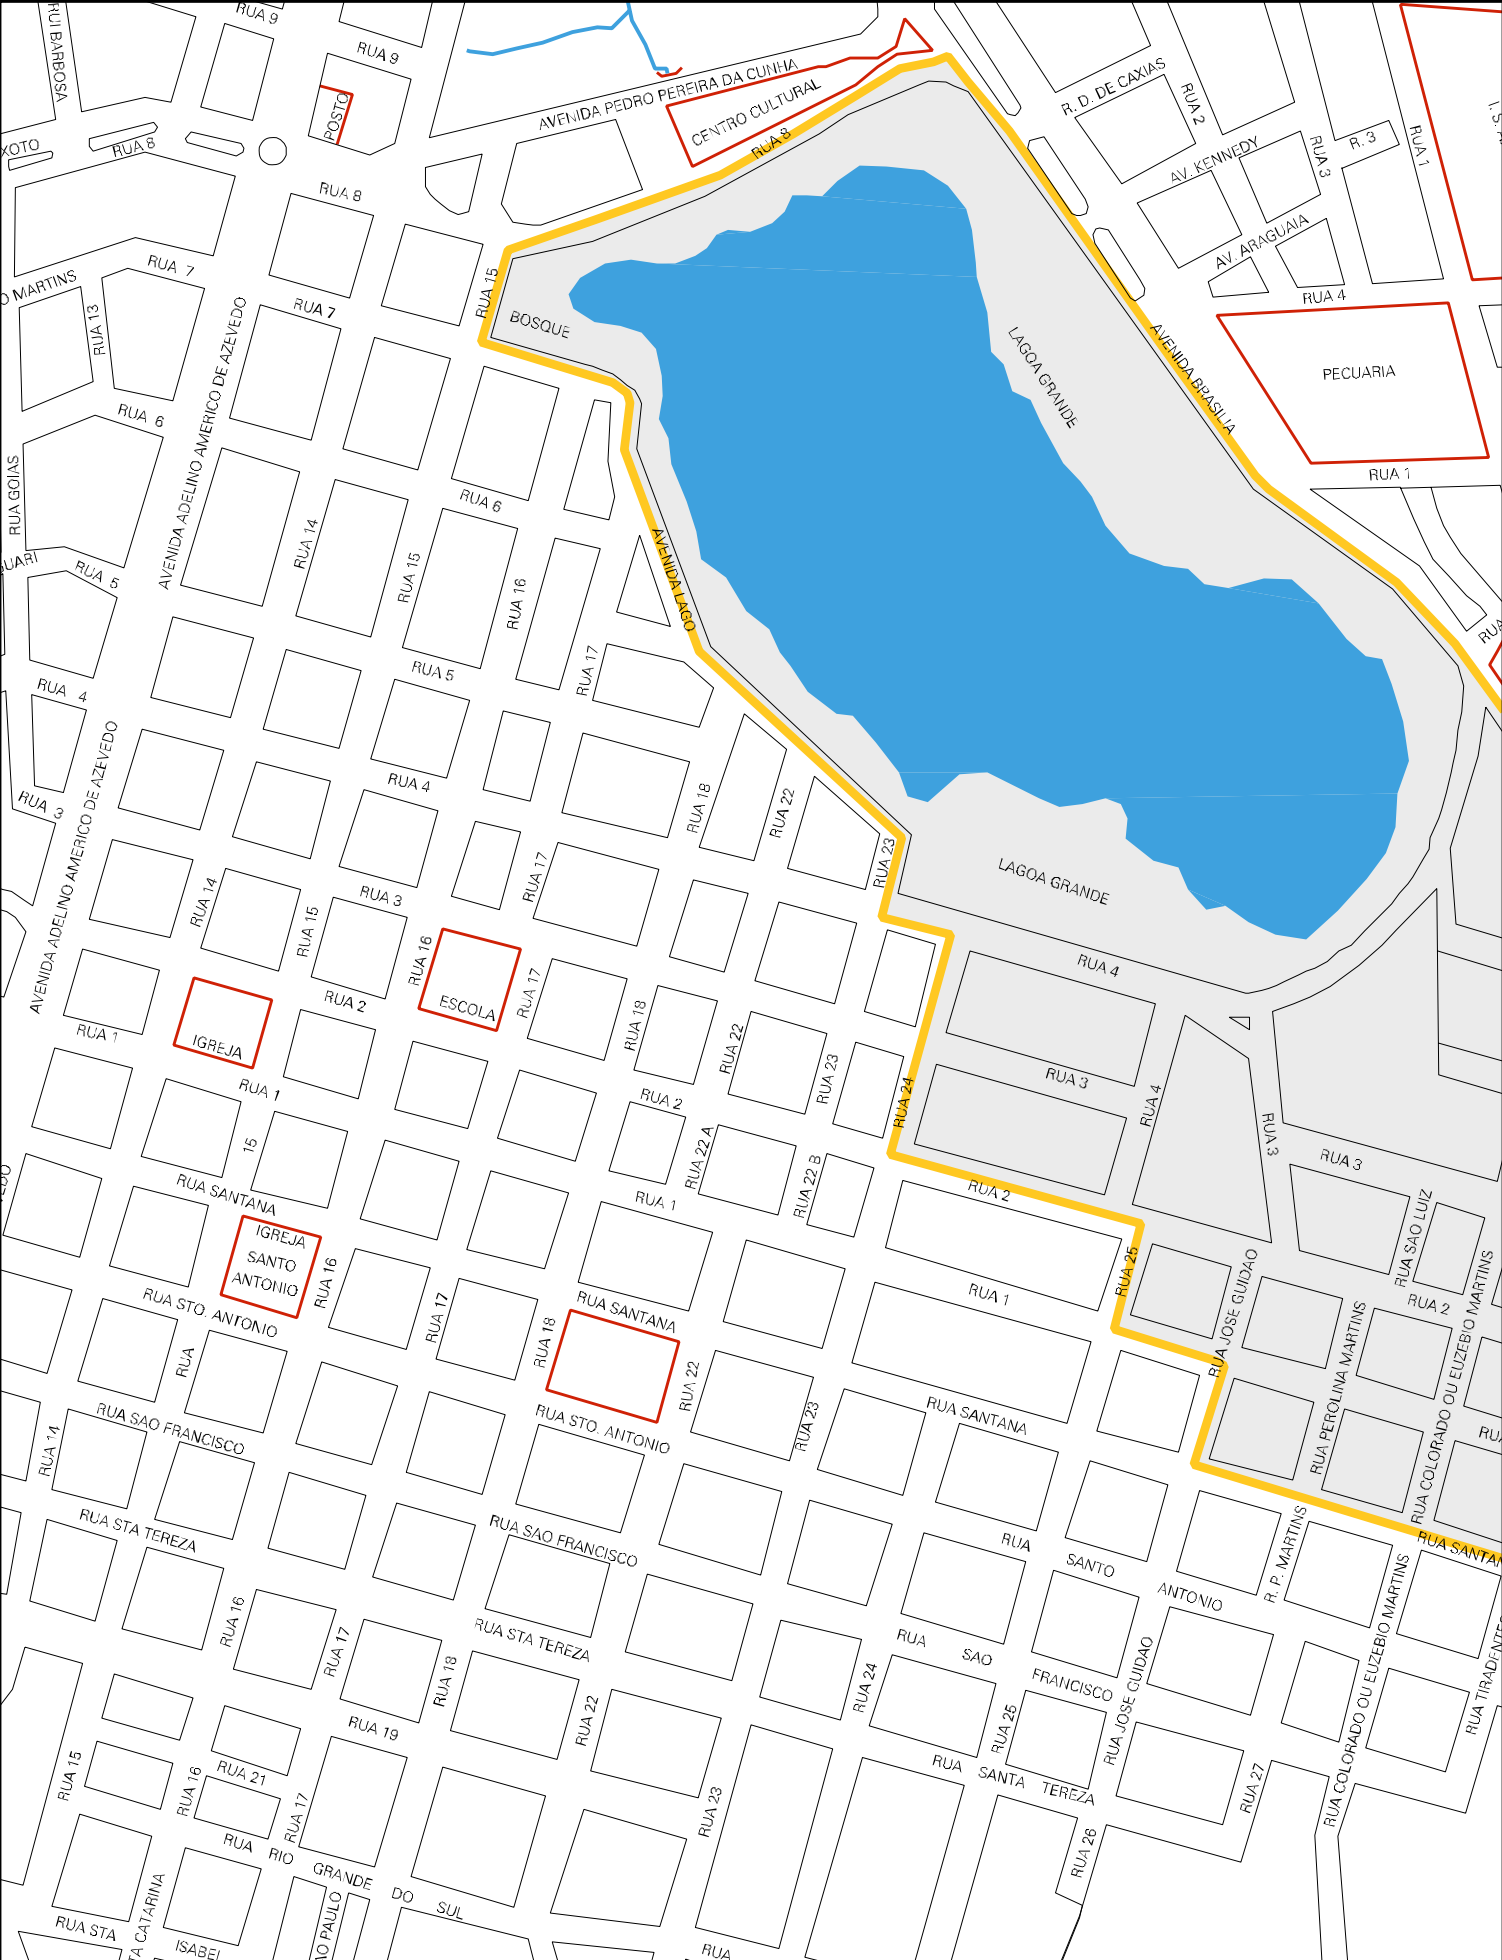 RUA 9
RUI BARBOSA
RUA 9
POSTO
AVENIDA PEDRO PEREIRA DA CUNHA
CENTRO CULTURAL
RUA 8
R. D. DE CAXIAS
RUA 2
AV. KENNEDY
RUA 3
R. 3
RUA 1
XOTO
RUA 8
RUA 8
AV. ARAGUAIA
RUA 4
RUA 7
O MARTINS
RUA 13
RUA 7
RUA 15
BOSQUE
LAGOA GRANDE
AVENIDA BRASILIA
PECUARIA
AVENIDA ADELINO AMERICO DE AZEVEDO
RUA 6
RUA 1
RUA GOIAS
RUA 6
RUA 14
RUA 15
RUA 16
AVENIDA LAGO
UARI
RUA 5
RUA
RUA 5
RUA 17
RUA 4
AVENIDA ADELINO AMERICO DE AZEVEDO
RUA 4
RUA 18
RUA 22
RUA 3
RUA 23
RUA 17
LAGOA GRANDE
RUA 3
RUA 14
RUA 15
RUA 16
RUA 4
ESCOLA
RUA 17
RUA 2
RUA 18
RUA 1
IGREJA
RUA 22
RUA 23
RUA 3
RUA 24
RUA 4
RUA 1
RUA 2
RUA 3
RUA 3
15
RUA 22 A
RUA 22 B
RUA SANTANA
RUA 1
RUA 2
RUA SAO LUIZ
IGREJA
SANTO
ANTONIO
RUA 16
RUA 25
RUA JOSE GUIDAO
RUA COLORADO OU EUZEBIO MARTINS
RUA STO. ANTONIO
RUA 17
RUA SANTANA
RUA 1
RUA 2
RUA PEROLINA MARTINS
RUA 18
RUA
RUA 22
RUA SAO FRANCISCO
RUA STO. ANTONIO
RUA 23
RUA SANTANA
RUA
RUA 14
RUA STA TEREZA
RUA SAO FRANCISCO
RUA SANTO ANTONIO
R. P. MARTINS
RUA SANTAN
RUA COLORADO OU EUZEBIO MARTINS
RUA 16
RUA 17
RUA STA TEREZA
RUA SAO FRANCISCO
RUA 18
RUA 24
RUA JOSE GUIDAO
RUA TIRADENTES
RUA 19
RUA 22
RUA 25
RUA 15
RUA 16
RUA 21
RUA 17
RUA 23
RUA SANTA TEREZA
RUA 27
RUA RIO GRANDE DO SUL
RUA 26
RUA STA
ISABEL
TA CATARINA
AO PAULO
RUA